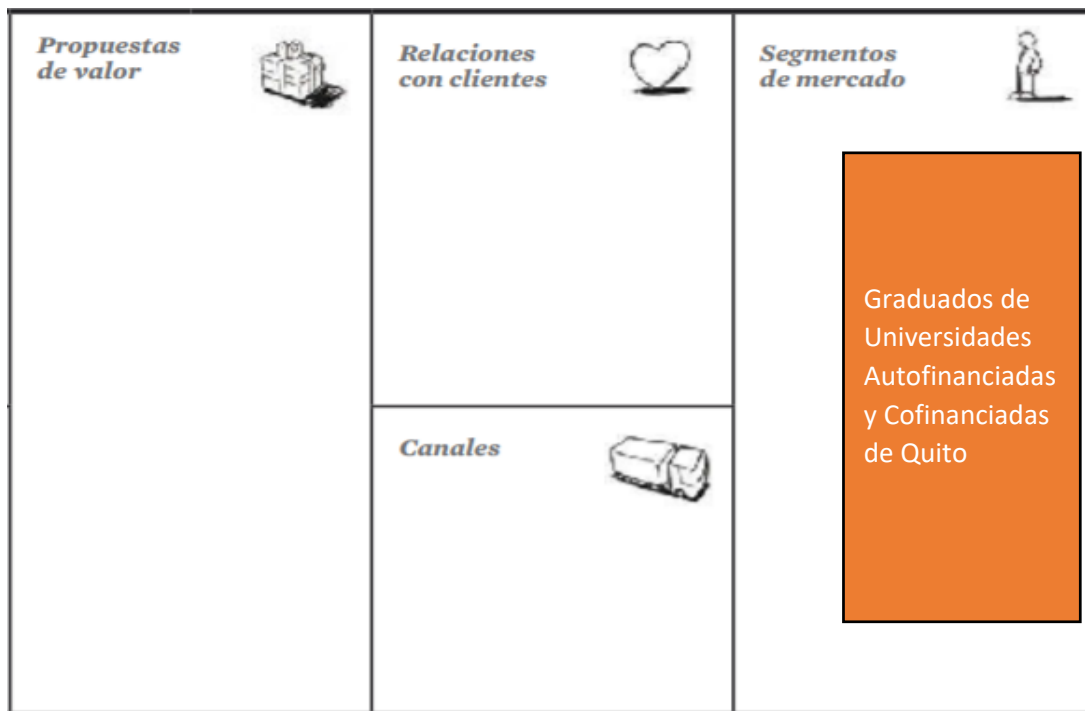 Propuestas
de valor
Relaciones
con clientes
Segmentos
de mercado
Graduados de
Universidades
Autofinanciadas
y Cofinanciadas
de Quito
Canales